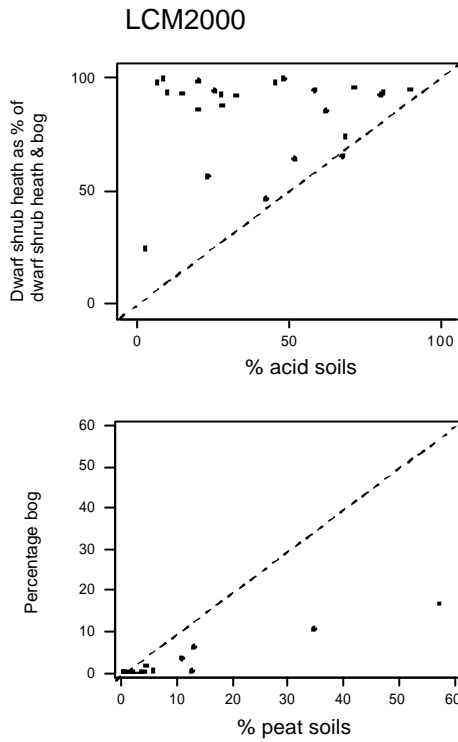 LCM2000
Dwarf shrub heath as % of
dwarf shrub heath & bog
100
50
0
0 50 100
% acid soils
Percentage bog
60
50
40
30
20
10
0
0 10 20 30 40 50 60
% peat soils